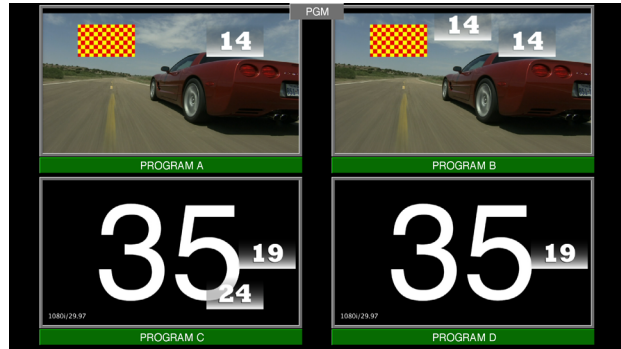 PGM
14
PROGRAM A
14
14
PROGRAM B
35
19
24
1080i/29.97
PROGRAM C
35
19
1080i/29.97
PROGRAM D